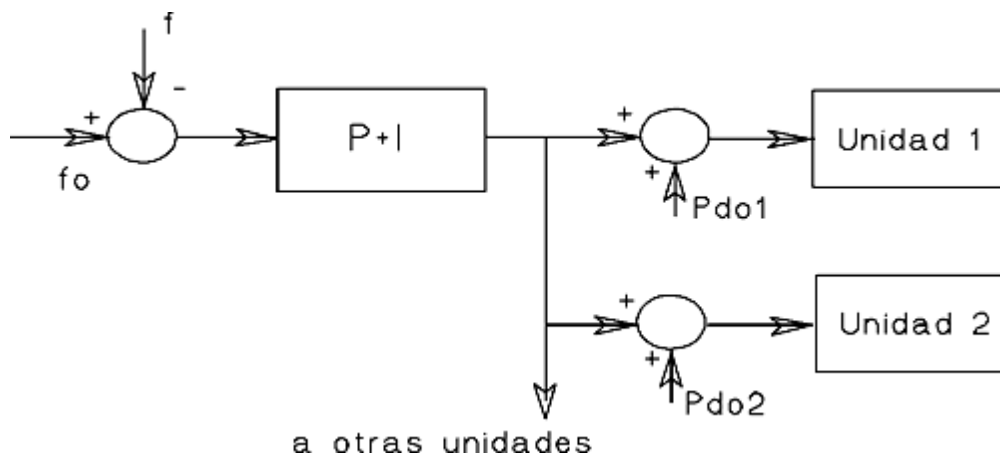 f
-
+
fo
P+I
+
+
Pdo1
Unidad 1
+
+
Pdo2
Unidad 2
a otras unidades